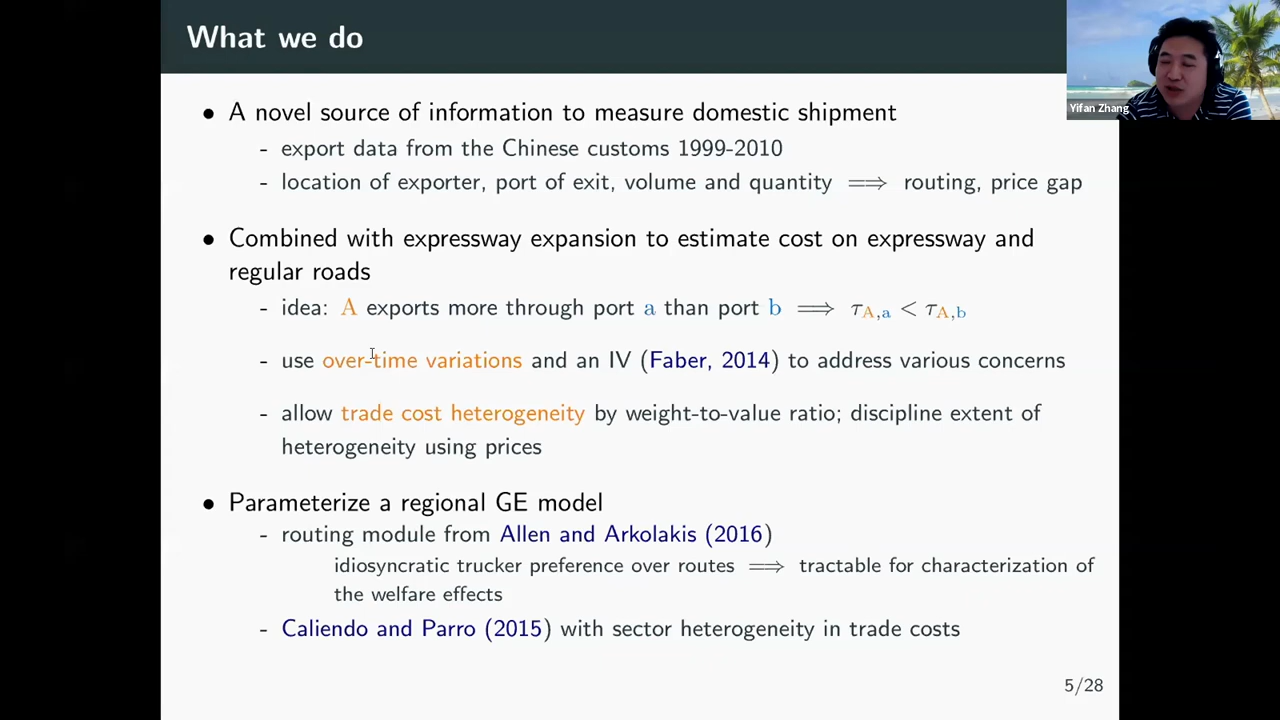 What we do
Yifan Zhang
• A novel source of information to measure domestic shipment
- export data from the Chinese customs 1999-2010
- location of exporter, port of exit, volume and quantity ⟹ routing, price gap
• Combined with expressway expansion to estimate cost on expressway and
regular roads
- idea: A exports more through port a than port b ⟹ τA,a < τA,b
- use over-time variations and an IV (Faber, 2014) to address various concerns
- allow trade cost heterogeneity by weight-to-value ratio; discipline extent of
heterogeneity using prices
• Parameterize a regional GE model
- routing module from Allen and Arkolakis (2016)
idiosyncratic trucker preference over routes ⟹ tractable for characterization of
the welfare effects
- Caliendo and Parro (2015) with sector heterogeneity in trade costs
5/28